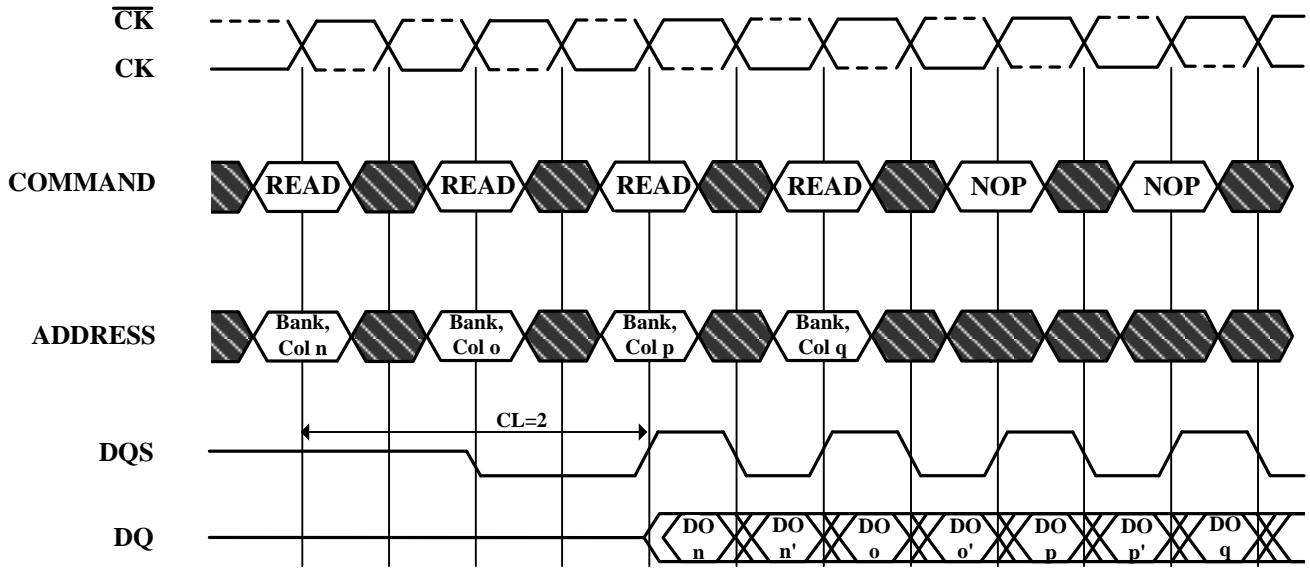 CK
CK
COMMAND READ READ READ READ NOP NOP
ADDRESS Bank, Col n Bank, Col o Bank, Col p Bank, Col q
CL=2
DQS
DQ DO n DO n' DO o DO o' DO p DO p' DO q